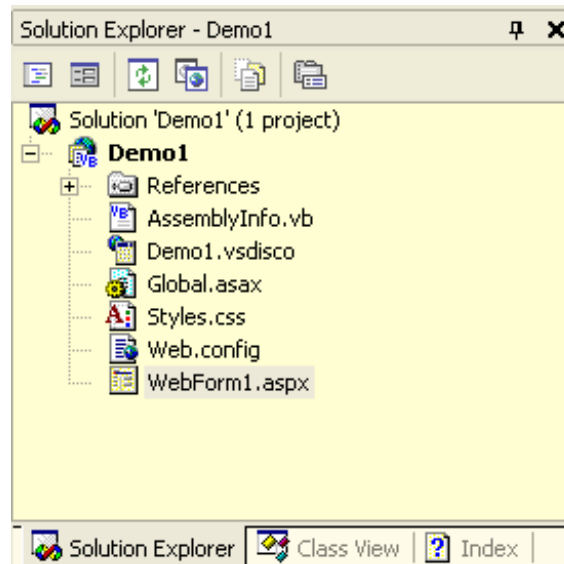 Solution Explorer - Demo1
Solution 'Demo1' (1 project)
Demo1
References
AssemblyInfo.vb
Demo1.vsdisco
Global.asax
Styles.css
Web.config
WebForm1.aspx
Solution Explorer Class View Index